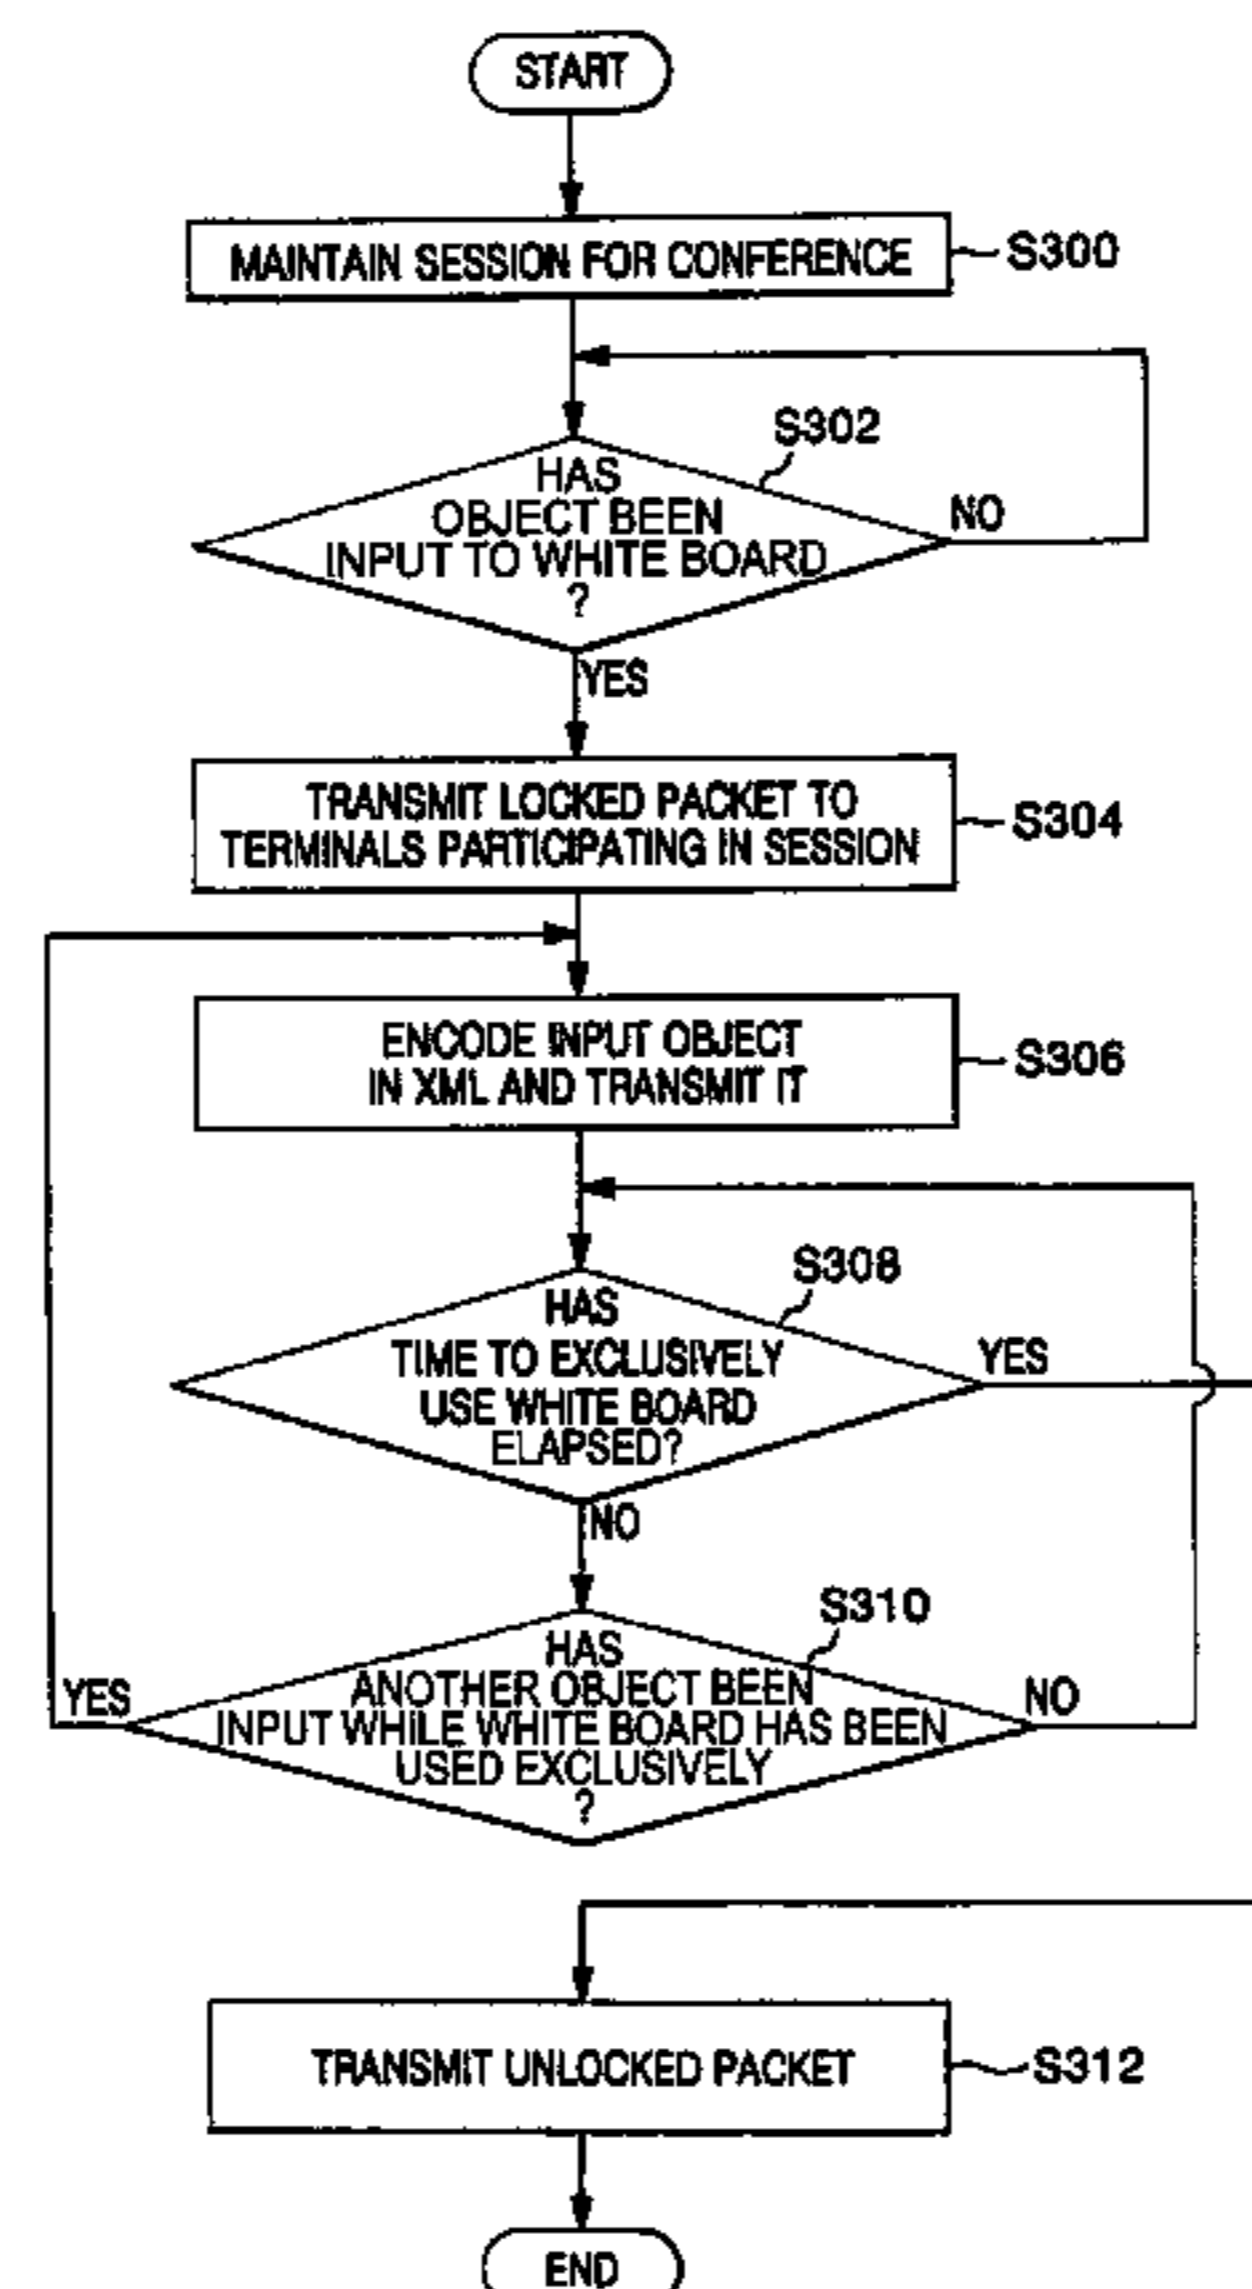 START
MAINTAIN SESSION FOR CONFERENCE
S300
S302
HAS
OBJECT BEEN
INPUT TO WHITE BOARD
?
NO
YES
TRANSMIT LOCKED PACKET TO
TERMINALS PARTICIPATING IN SESSION
S304
ENCODE INPUT OBJECT
IN XML AND TRANSMIT IT
S306
S308
HAS
TIME TO EXCLUSIVELY
USE WHITE BOARD
ELAPSED?
YES
NO
S310
HAS
ANOTHER OBJECT BEEN
INPUT WHILE WHITE BOARD HAS BEEN
USED EXCLUSIVELY
?
YES
NO
TRANSMIT UNLOCKED PACKET
S312
END